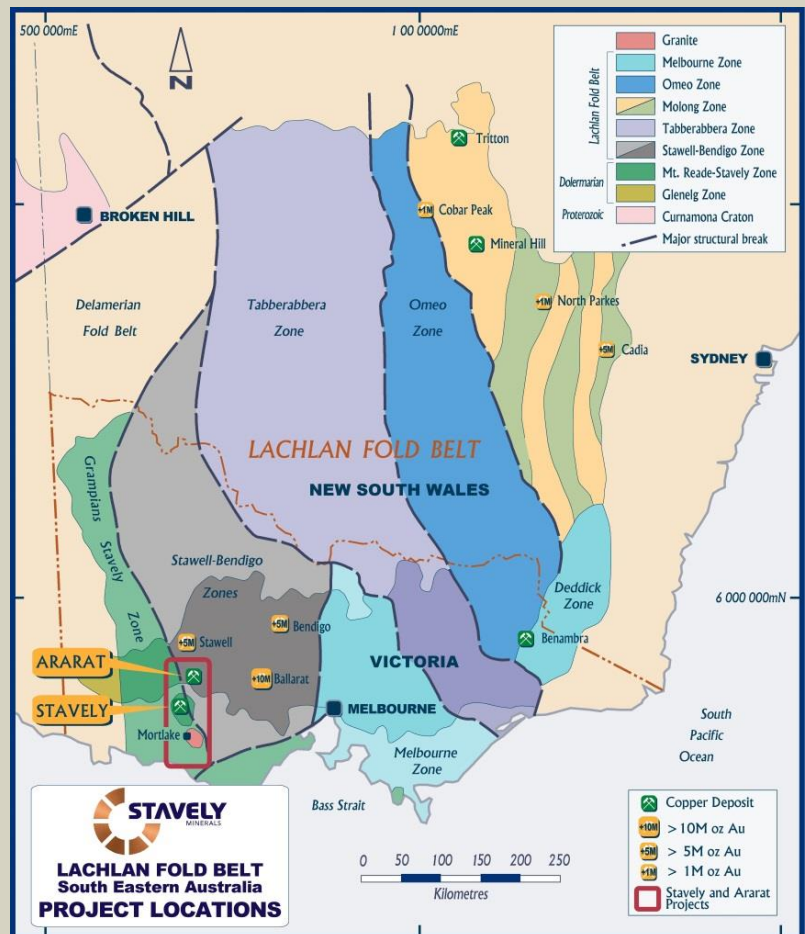 500 000mE
1 00 0000mE
N
Granite
Melbourne Zone
Omeo Zone
Molong Zone
Tabberabbera Zone
Stawell-Bendigo Zone
Mt. Reade-Stavely Zone
Glenelg Zone
Curnamona Craton
Major structural break
Lachlan Fold Belt
Dolermarian
Proterozoic
Tritton
+1M Cobar Peak
BROKEN HILL
Mineral Hill
Delamerian
Fold Belt
Tabberabbera
Zone
Omeo
Zone
+1M North Parkes
+5M Cadia
SYDNEY
LACHLAN FOLD BELT
NEW SOUTH WALES
Grampians
Stavely
Zone
Stawell-Bendigo
Zones
Deddick
Zone
6 000 000mN
+5M Stawell
+5M Bendigo
Benambra
ARARAT
VICTORIA
+10M Ballarat
STAVELY
MELBOURNE
Mortlake
Melbourne
Zone
South
Pacific
Ocean
Bass Strait
STAVELY
MINERALS
LACHLAN FOLD BELT
South Eastern Australia
PROJECT LOCATIONS
0 50 100 150 200 250
Kilometres
Copper Deposit
+10M >10M oz Au
+5M > 5M oz Au
+1M > 1M oz Au
Stavely and Ararat
Projects